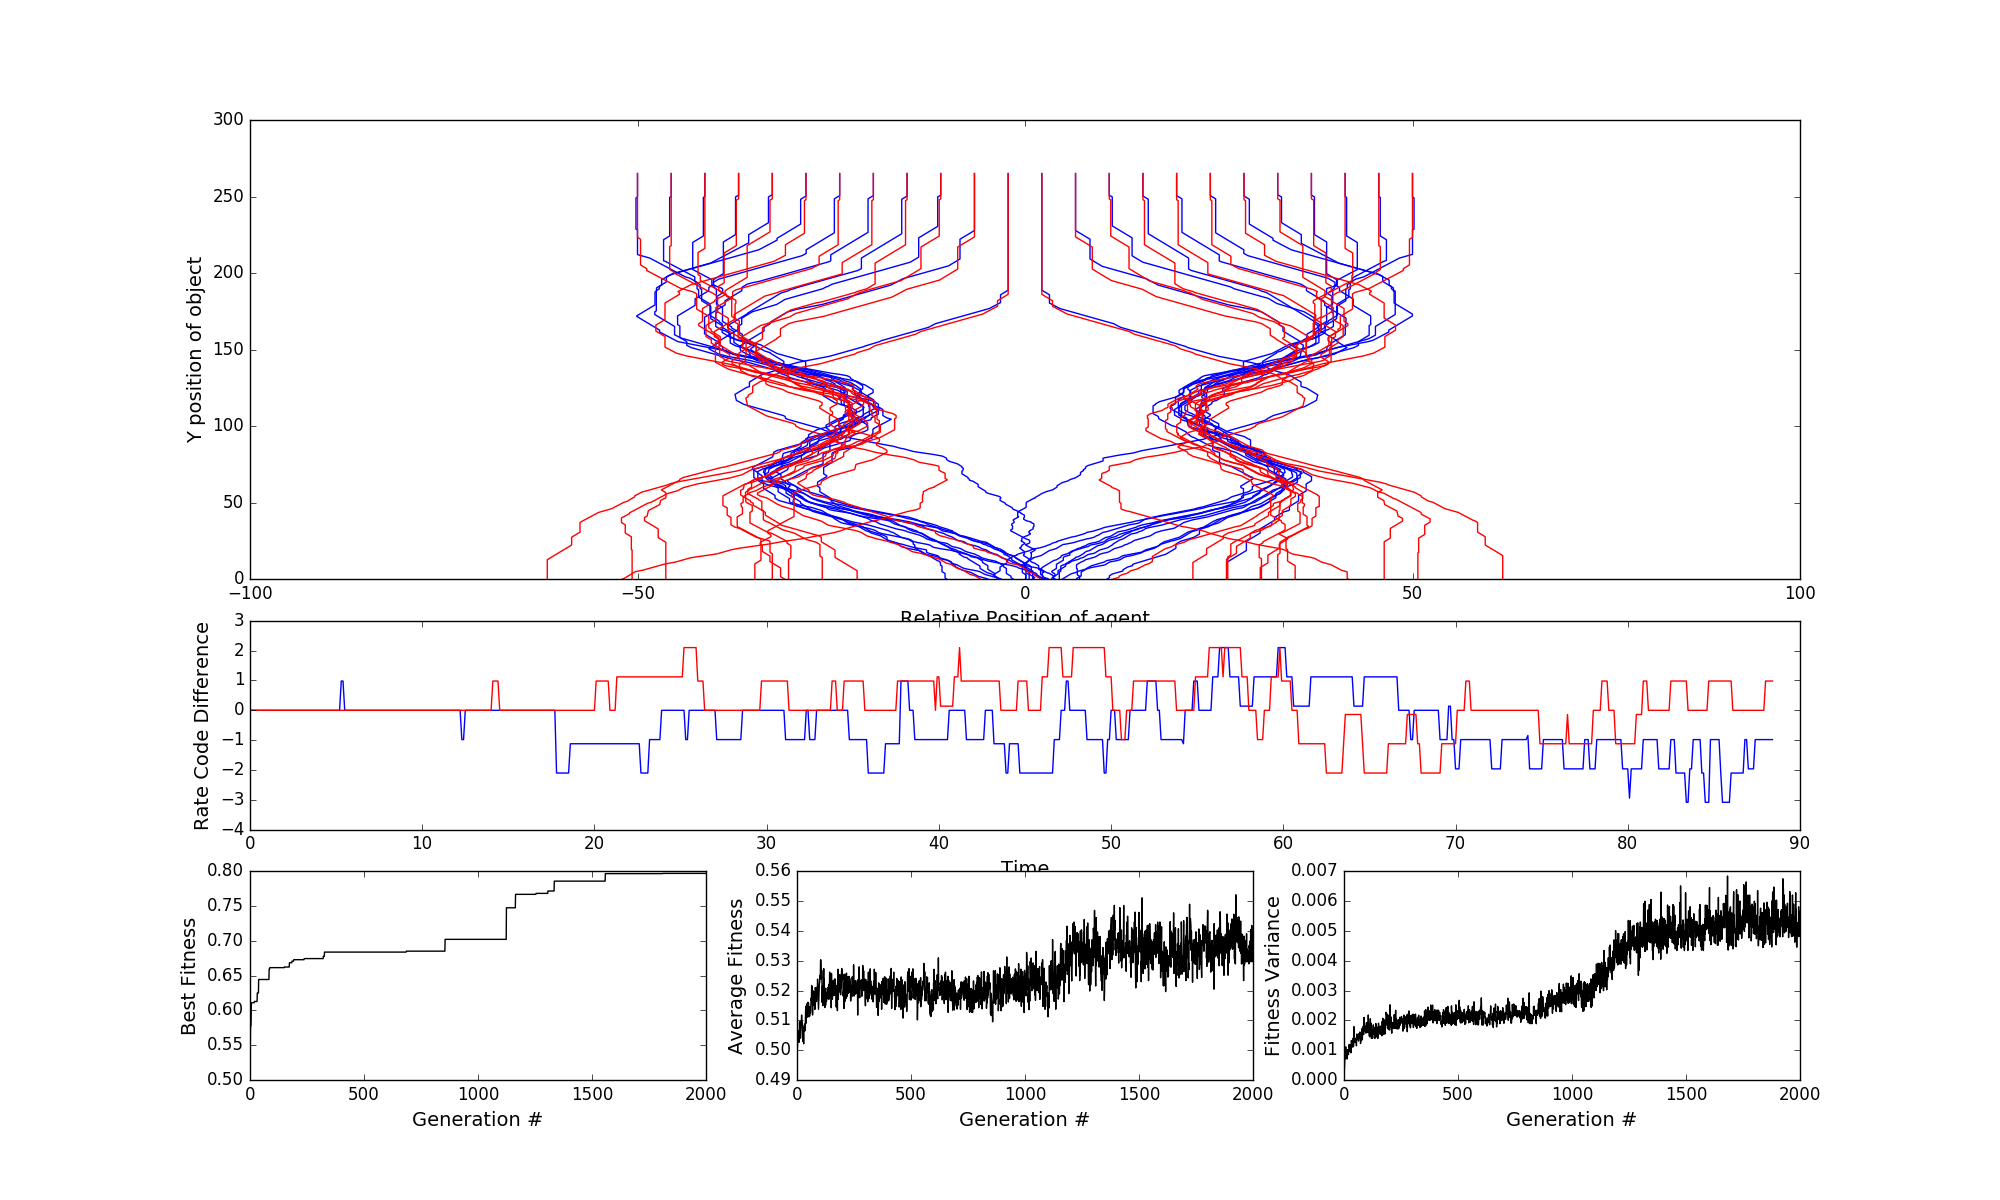 300
250
200
150
100
50
0
Y position of object
−100 −50 0 50 100
Relative Position of agent
3
2
1
0
−1
−2
−3
−4
Rate Code Difference
0 10 20 30 40 50 60 70 80 90
Time
0.80
0.75
0.70
0.65
0.60
0.55
0.50
Best Fitness
0 500 1000 1500 2000
Generation #
0.56
0.55
0.54
0.53
0.52
0.51
0.50
0.49
Average Fitness
0 500 1000 1500 2000
Generation #
0.007
0.006
0.005
0.004
0.003
0.002
0.001
0.000
Fitness Variance
0 500 1000 1500 2000
Generation #